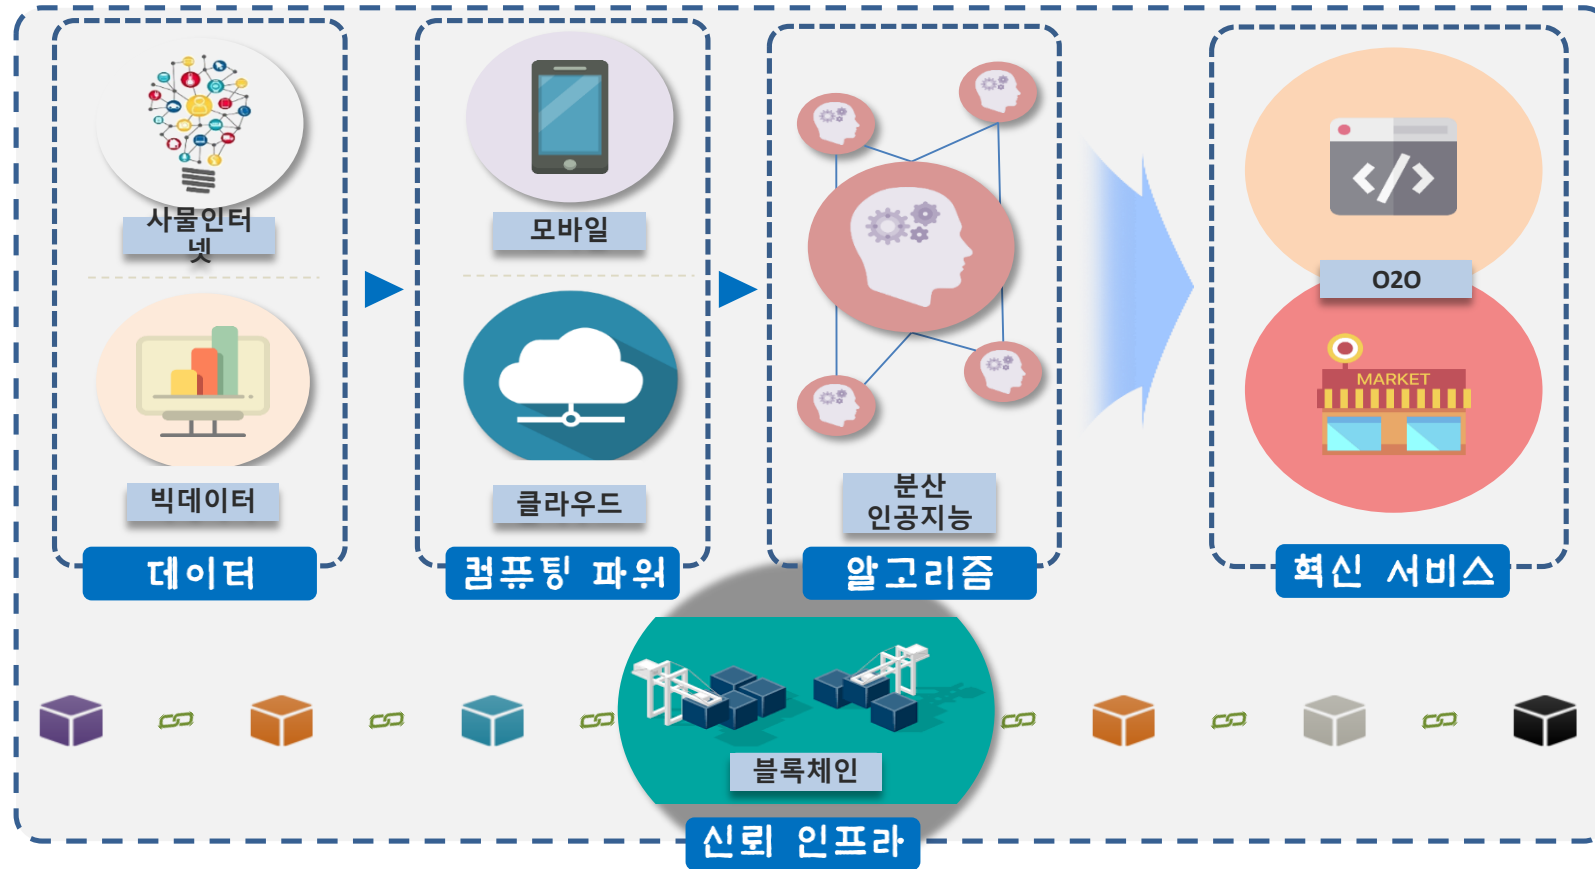 사물인터
넷
빅데이터
데이터
모바일
클라우드
컴퓨팅 파워
분산
인공지능
알고리즘
</>
O2O
MARKET
혁신 서비스
블록체인
신뢰 인프라